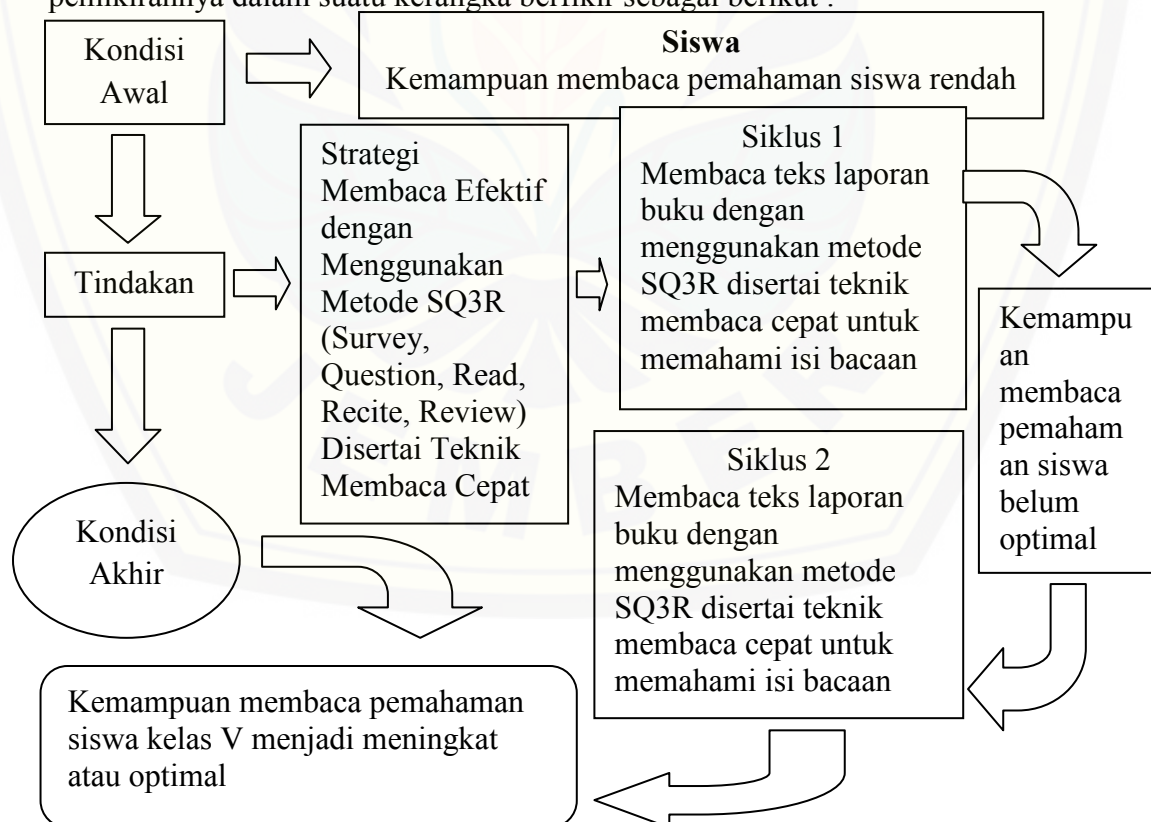 pemikirannya dalam suatu kerangka berfikir sebagai berikut :
Kondisi
Awal
Siswa
Kemampuan membaca pemahaman siswa rendah
Strategi
Membaca Efektif
dengan
Menggunakan
Metode SQ3R
(Survey,
Question, Read,
Recite, Review)
Disertai Teknik
Membaca Cepat
Siklus 1
Membaca teks laporan
buku dengan
menggunakan metode
SQ3R disertai teknik
membaca cepat untuk
memahami isi bacaan
Tindakan
Kemampu
an
membaca
pemaham
an siswa
belum
optimal
Siklus 2
Membaca teks laporan
buku dengan
menggunakan metode
SQ3R disertai teknik
membaca cepat untuk
memahami isi bacaan
Kondisi
Akhir
Kemampuan membaca pemahaman
siswa kelas V menjadi meningkat
atau optimal
JEMBER